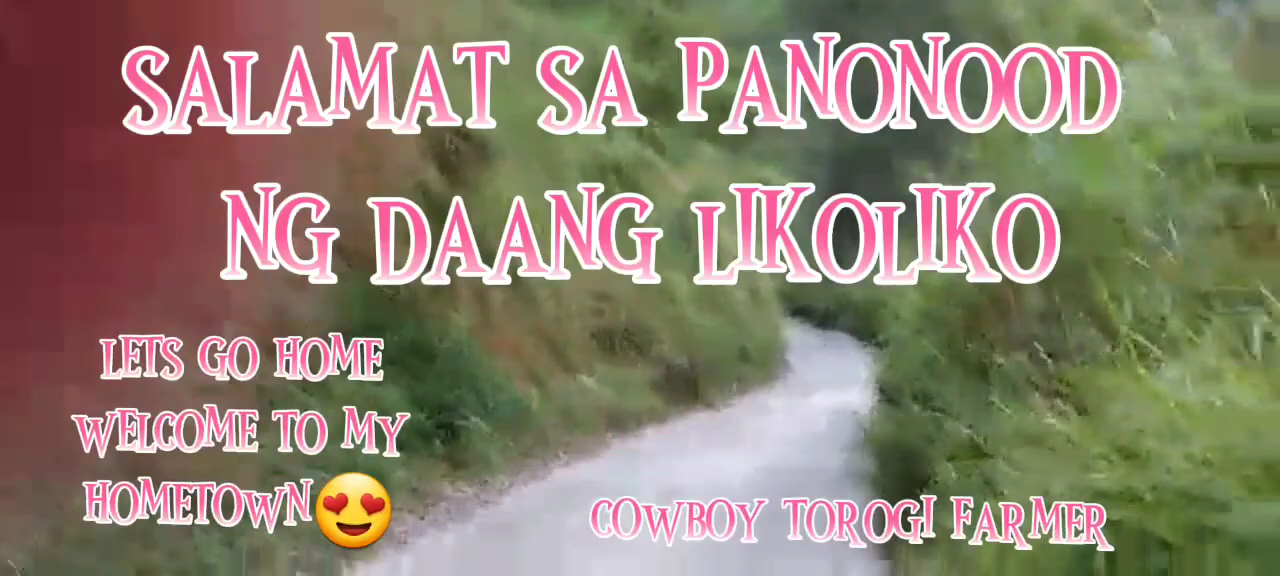 SALAMAT SA PANONOOD
NG DAANG LIKOLIKO
LETS GO HOME
WELCOME TO MY
HOMETOWN😍
COWBOY TOROGI FARMER